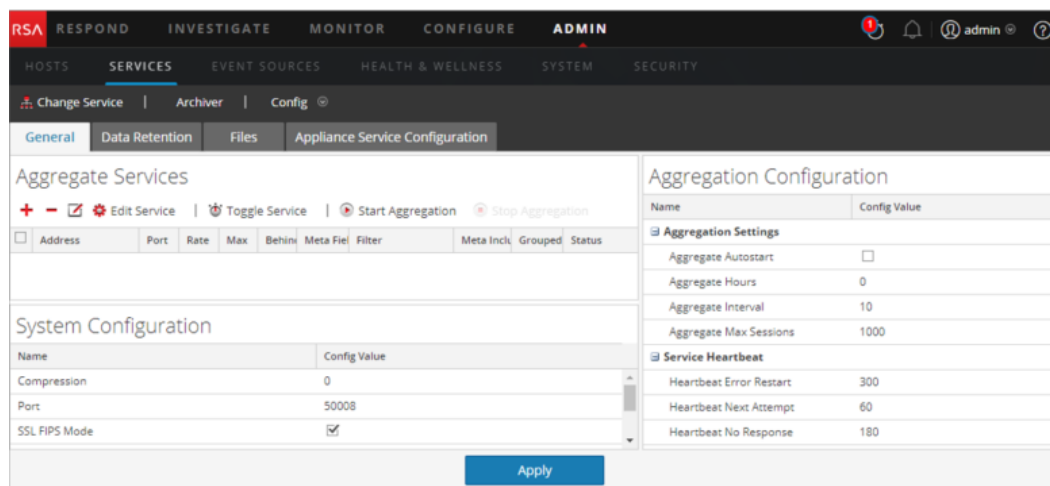 RSA RESPOND INVESTIGATE MONITOR CONFIGURE ADMIN 1 admin ?
HOSTS SERVICES EVENT SOURCES HEALTH & WELLNESS SYSTEM SECURITY
Change Service | Archiver | Config
General Data Retention Files Appliance Service Configuration
Aggregate Services
Edit Service | Toggle Service | Start Aggregation Stop Aggregation
Address Port Rate Max Behin Meta Fiel Filter Meta Inclu Grouped Status
System Configuration
Name Config Value
Compression 0
Port 50008
SSL FIPS Mode
Aggregation Configuration
Name Config Value
Aggregation Settings
Aggregate Autostart
Aggregate Hours 0
Aggregate Interval 10
Aggregate Max Sessions 1000
Service Heartbeat
Heartbeat Error Restart 300
Heartbeat Next Attempt 60
Heartbeat No Response 180
Apply